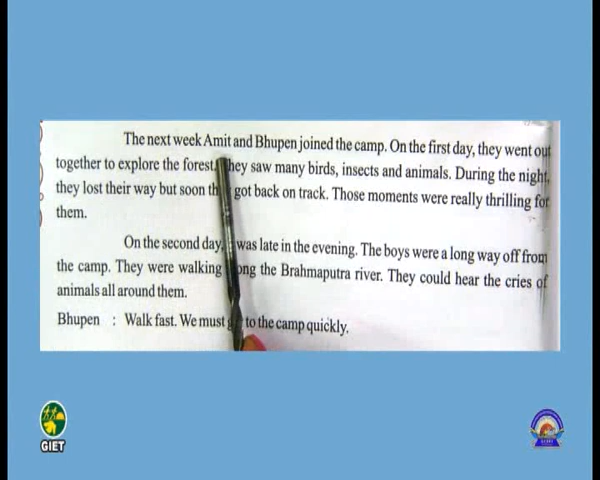 The next week Amit and Bhupen joined the camp. On the first day, they went out
together to explore the forest. They saw many birds, insects and animals. During the night,
they lost their way but soon got back on track. Those moments were really thrilling for
them.
On the second day, was late in the evening. The boys were a long way off from
the camp. They were walking the Brahmaputra river. They could hear the cries of
animals all around them.
Bhupen : Walk fast. We must to the camp quickly.
GIET